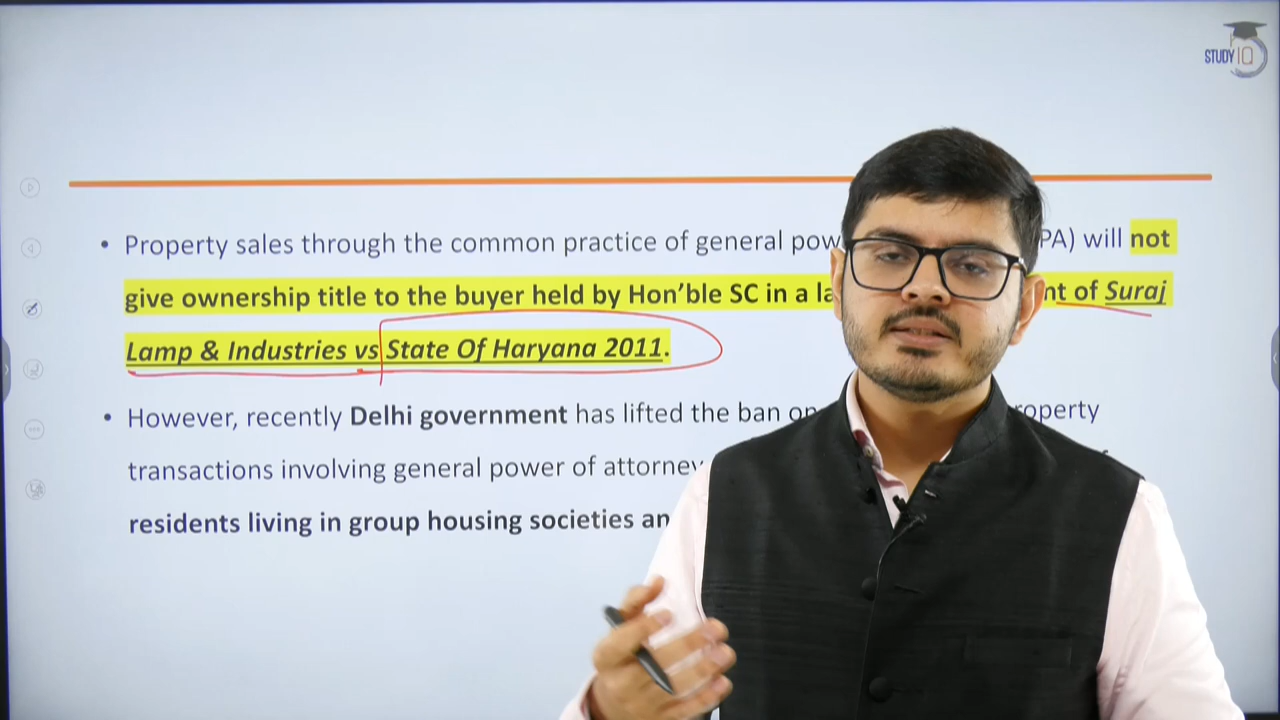 STUDY IQ
Property sales through the common practice of general pow PA) will not
give ownership title to the buyer held by Hon'ble SC in a la nt of Suraj
Lamp & Industries vs State Of Haryana 2011.
However, recently Delhi government has lifted the ban on roperty
transactions involving general power of attorney
residents living in group housing societies an